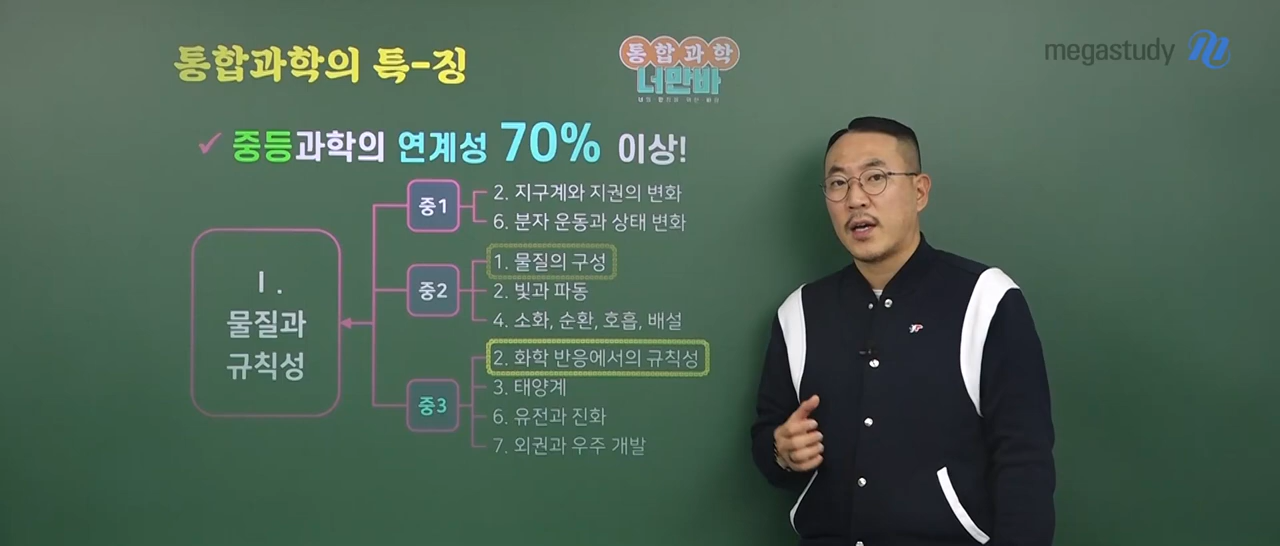 통합과학의 특-징
통합과학
너만바
megastudy
✓ 중등과학의 연계성 70% 이상!
I.
물질과
규칙성
중1
2. 지구계와 지권의 변화
6. 분자 운동과 상태 변화
중2
1. 물질의 구성
2. 빛과 파동
4. 소화, 순환, 호흡, 배설
중3
2. 화학 반응에서의 규칙성
3. 태양계
6. 유전과 진화
7. 외권과 우주 개발